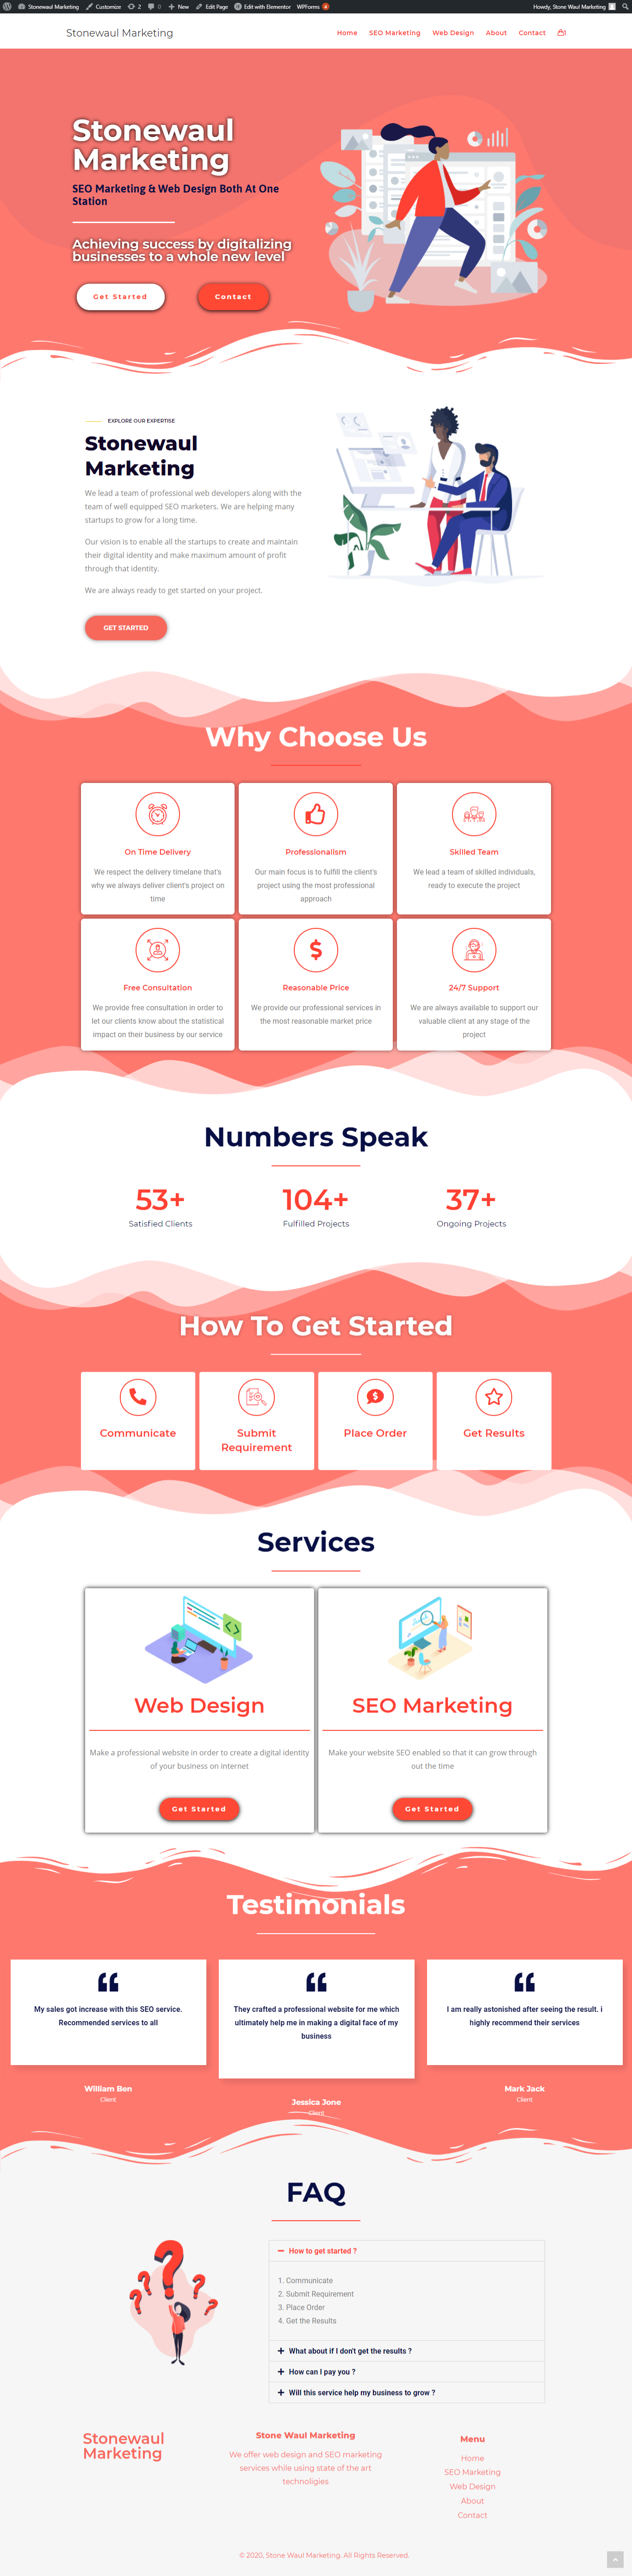 Stonewaul Marketing Customize 2 0 New Edit Page Edit with Elementor WPForms 4 Howdy, Stone Waul Marketing
Stonewaul Marketing
Home SEO Marketing Web Design About Contact
Stonewaul
Marketing
SEO Marketing & Web Design Both At One
Station
Achieving success by digitalizing
businesses to a whole new level
Get Started Contact
EXPLORE OUR EXPERTISE
Stonewaul
Marketing
We lead a team of professional web developers along with the
team of well equipped SEO marketers. We are helping many
startups to grow for a long time.
Our vision is to enable all the startups to create and maintain
their digital identity and make maximum amount of profit
through that identity.
We are always ready to get started on your project.
GET STARTED
Why Choose Us
On Time Delivery
We respect the delivery timelane that's
why we always deliver client's project on
time
Professionalism
Our main focus is to fulfill the client's
project using the most professional
approach
Skilled Team
We lead a team of skilled individuals,
ready to execute the project
Free Consultation
We provide free consultation in order to
let our clients know about the statistical
impact on their business by our service
Reasonable Price
We provide our professional services in
the most reasonable market price
24/7 Support
We are always available to support our
valuable client at any stage of the
project
Numbers Speak
53+
Satisfied Clients
104+
Fulfilled Projects
37+
Ongoing Projects
How To Get Started
Communicate
Submit
Requirement
Place Order
Get Results
Services
Web Design
Make a professional website in order to create a digital identity
of your business on internet
Get Started
SEO Marketing
Make your website SEO enabled so that it can grow through
out the time
Get Started
Testimonials
My sales got increase with this SEO service.
Recommended services to all
William Ben
Client
They crafted a professional website for me which
ultimately help me in making a digital face of my
business
Jessica Jone
Client
I am really astonished after seeing the result. i
highly recommend their services
Mark Jack
Client
FAQ
How to get started ?
1. Communicate
2. Submit Requirement
3. Place Order
4. Get the Results
What about if I don't get the results ?
How can I pay you ?
Will this service help my business to grow ?
Stonewaul
Marketing
Stone Waul Marketing
We offer web design and SEO marketing
services while using state of the art
technoligies
Menu
Home
SEO Marketing
Web Design
About
Contact
© 2020, Stone Waul Marketing. All Rights Reserved.